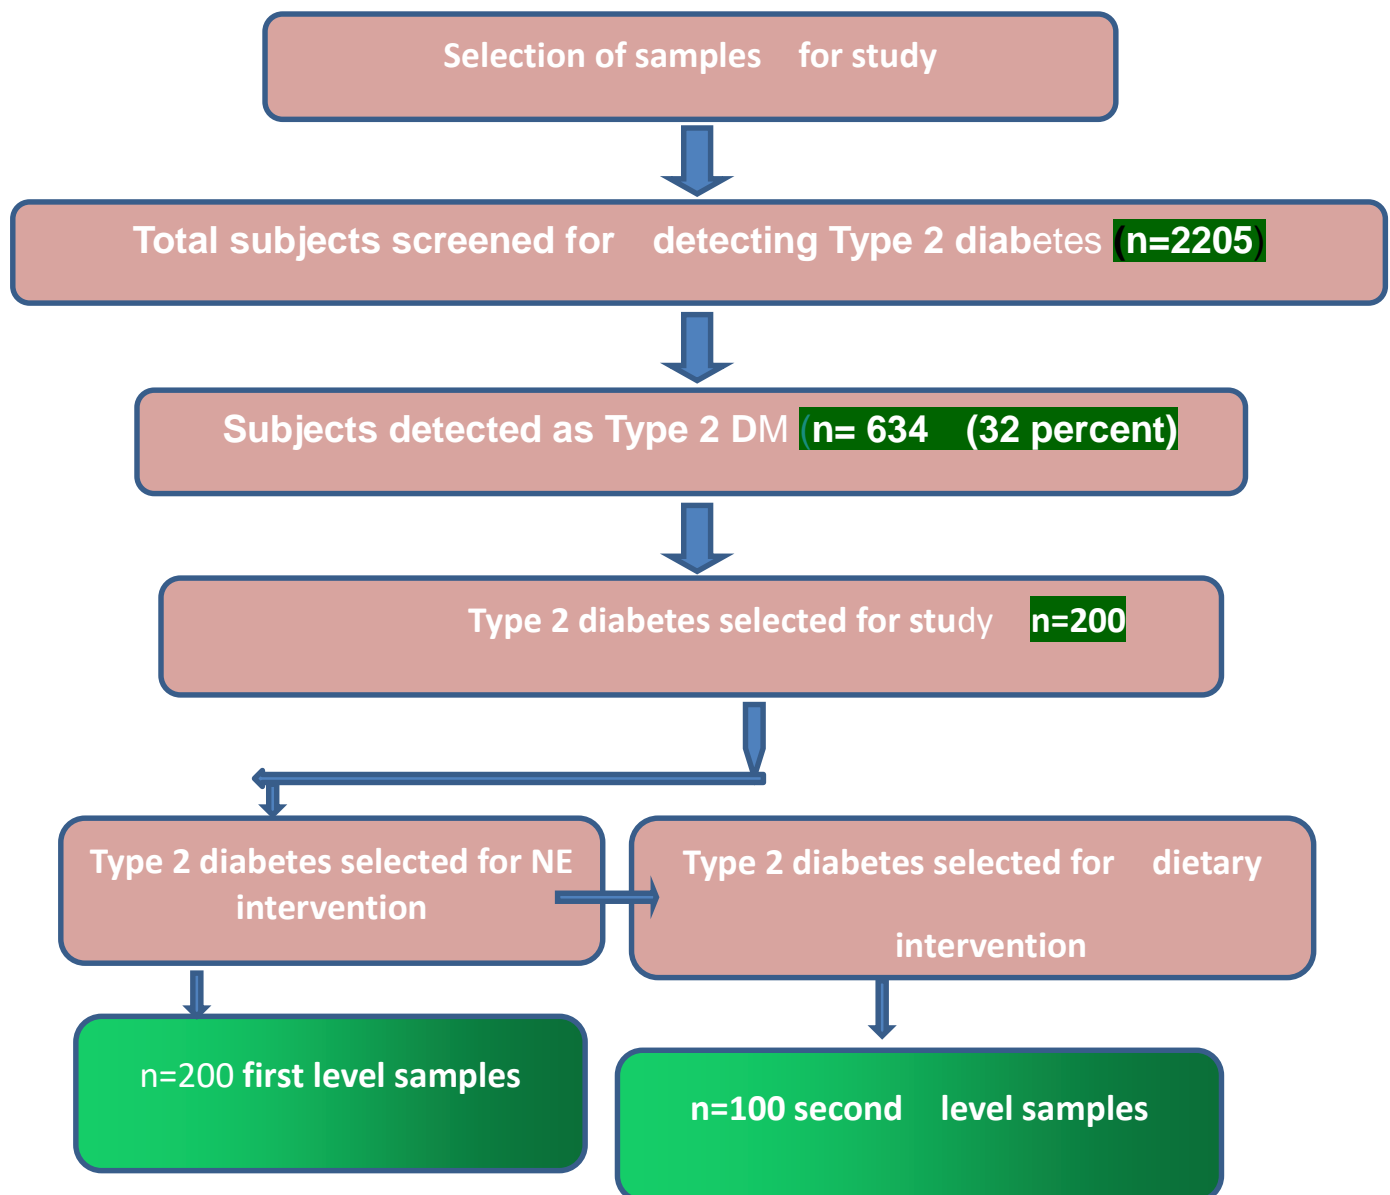 Selection of samples for study
Total subjects screened for detecting Type 2 diabetes (n=2205)
Subjects detected as Type 2 DM (n= 634 (32 percent)
Type 2 diabetes selected for study n=200
Type 2 diabetes selected for NE
intervention
Type 2 diabetes selected for dietary
intervention
n=200 first level samples
n=100 second level samples